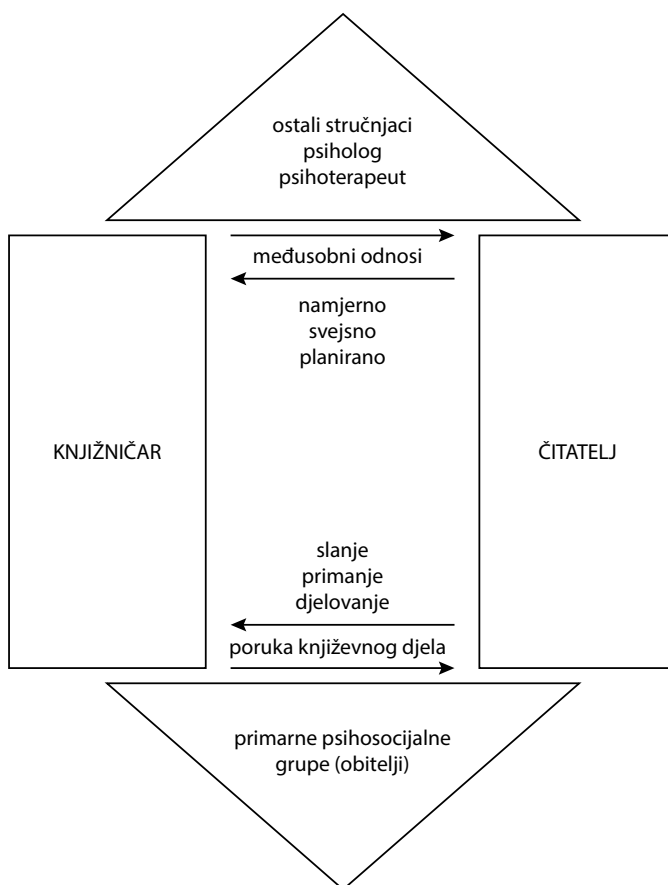 ostali stručnjaci
psiholog
psihoterapeut
međusobni odnosi
namjerno
svejsno
planirano
KNJIŽNIČAR
ČITATELJ
slanje
primanje
djelovanje
poruka književnog djela
primarne psihosocijalne
grupe (obitelji)